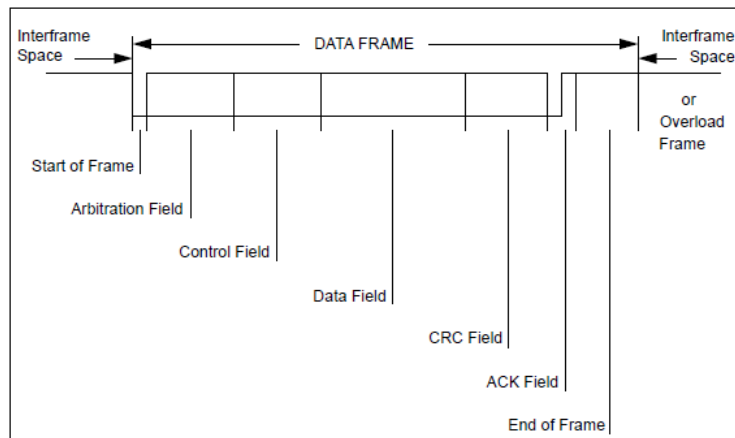 Interframe
Space
DATA FRAME
Interframe
Space
or
Overload
Frame
Start of Frame
Arbitration Field
Control Field
Data Field
CRC Field
ACK Field
End of Frame